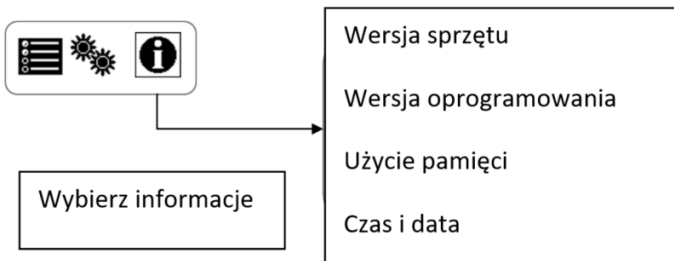 Wersja sprzętu
Wersja oprogramowania
Użycie pamięci
Czas i data
Wybierz informacje